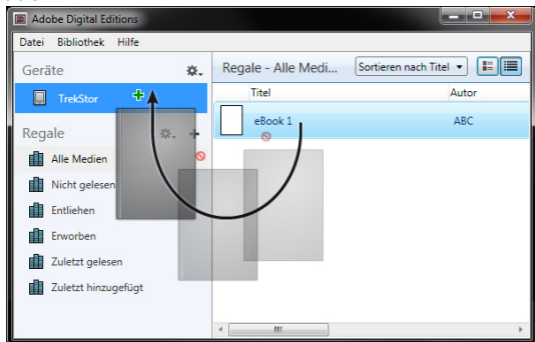 Adobe Digital Editions
Datei Bibliothek Hilfe
Geräte
TrekStor
Regale
Alle Medien
Nicht gelesen
Entliehen
Erworben
Zuletzt gelesen
Zuletzt hinzugefügt
Regale - Alle Medi... Sortieren nach Titel
Titel Autor
eBook 1 ABC